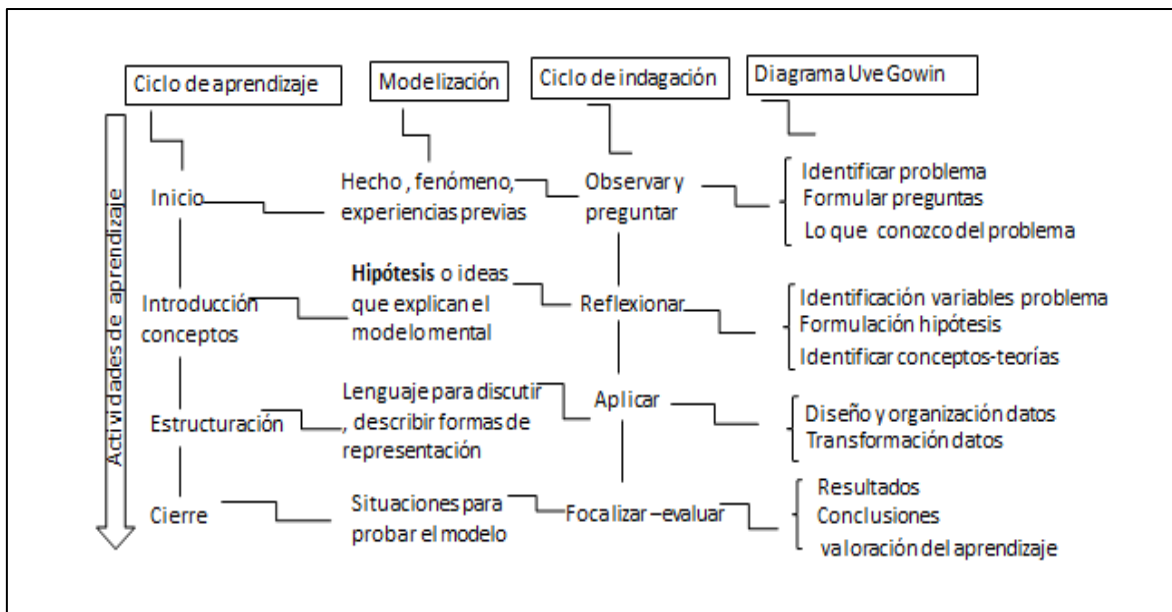 Ciclo de aprendizaje
Modelización
Ciclo de indagación
Diagrama Uve Gowin
Actividades de aprendizaje
Inicio
Hecho , fenómeno,
experiencias previas
Observar y
preguntar
Identificar problema
Formular preguntas
Lo que conozco del problema
Introducción
conceptos
Hipótesis o ideas
que explican el
modelo mental
Reflexionar
Identificación variables problema
Formulación hipótesis
Identificar conceptos-teorías
Estructuración
Lenguaje para discutir
, describir formas de
representación
Aplicar
Diseño y organización datos
Transformación datos
Cierre
Situaciones para
probar el modelo
Focalizar –evaluar
Resultados
Conclusiones
valoración del aprendizaje